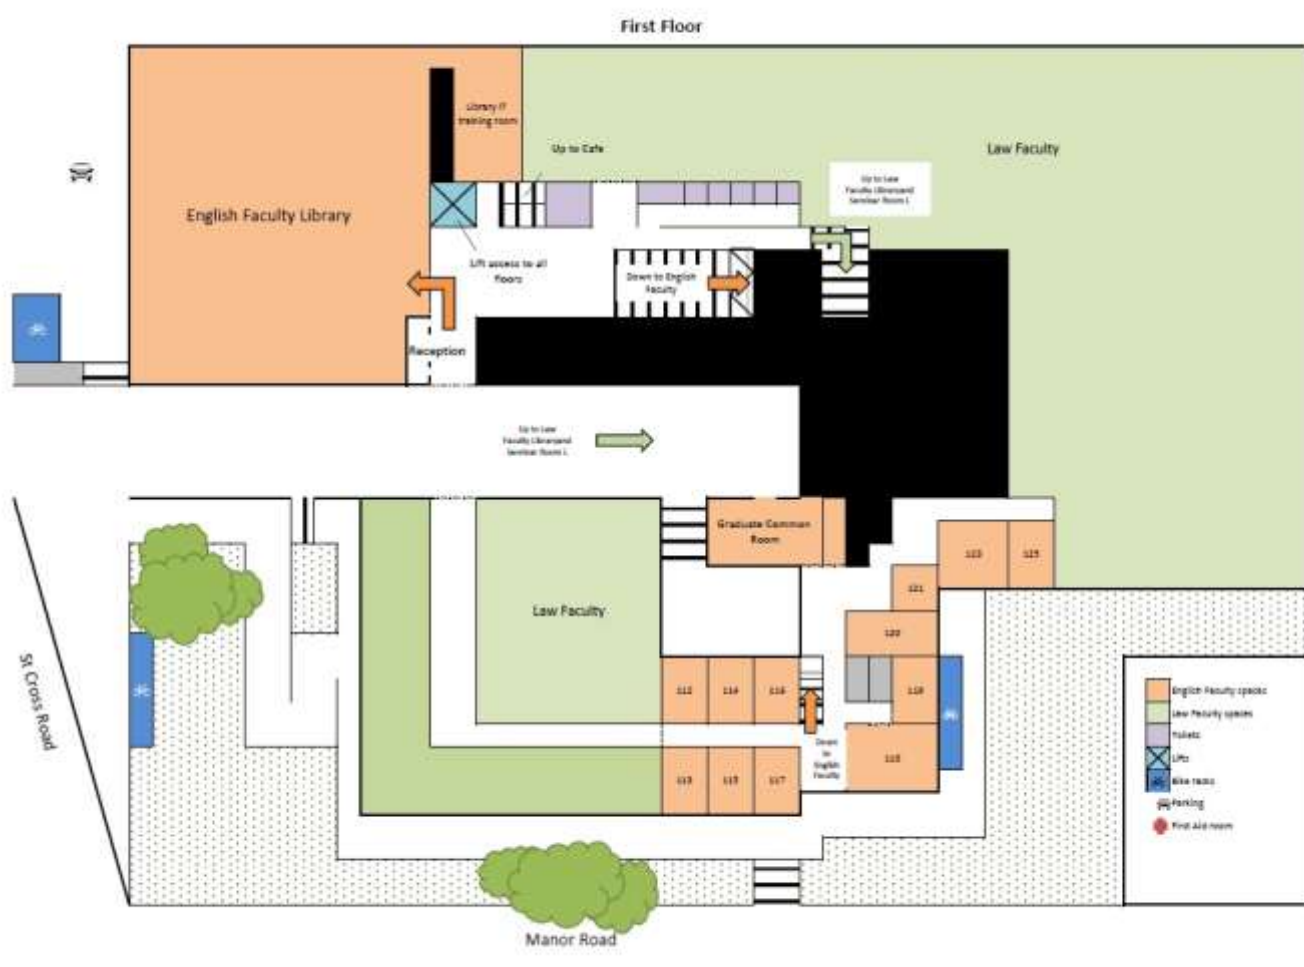 First Floor
Library IT
training room
Up to Cafe
Law Faculty
Up to Law
Faculty Library and
Seminar Room L
English Faculty Library
Lift access to all
floors
Down to English
Faculty
Reception
Up to Law
Faculty Library and
Seminar Room L
Graduate Common
Room
123
125
121
Law Faculty
120
112
114
116
119
St Cross Road
English Faculty spaces
Law Faculty spaces
Toilets
Lifts
Bike racks
Parking
First Aid room
Down
to
English
Faculty
113
115
117
Manor Road